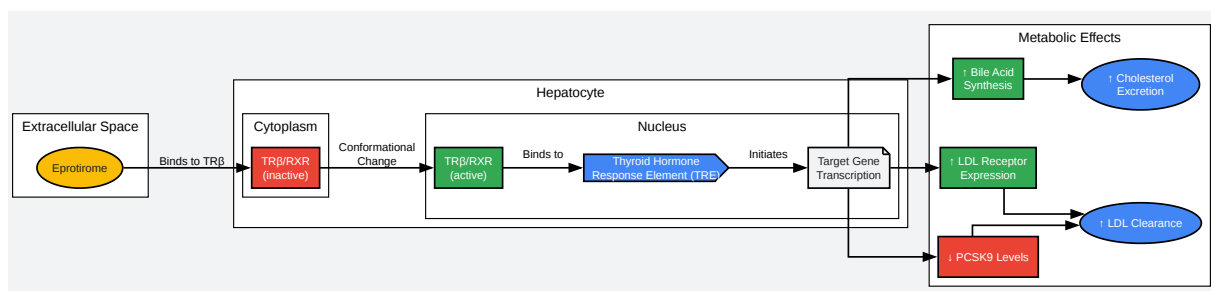 Metabolic Effects
↑ Bile Acid
Synthesis
↑ Cholesterol
Excretion
Hepatocyte
Extracellular Space
Cytoplasm
Nucleus
Eprotirome
Binds to TRβ
TRβ/RXR
(inactive)
Conformational
Change
TRβ/RXR
(active)
Binds to
Thyroid Hormone
Response Element (TRE)
Initiates
Target Gene
Transcription
↑ LDL Receptor
Expression
↑ LDL Clearance
↓ PCSK9 Levels